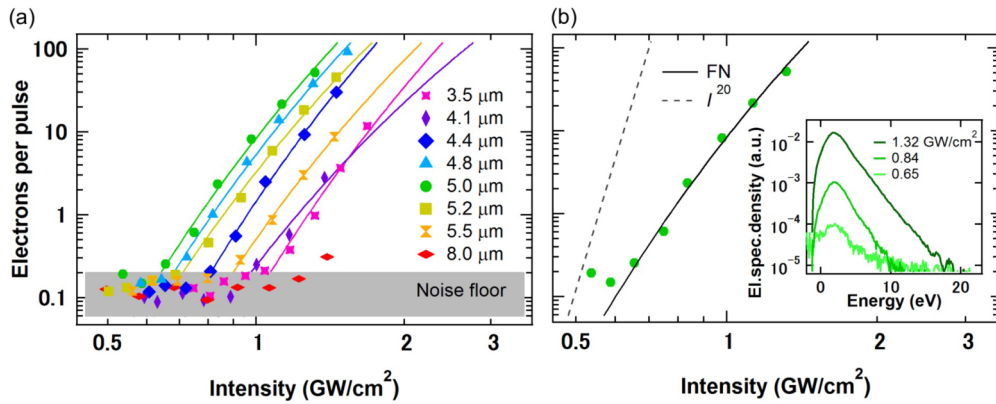 (a)
Electrons per pulse
100
10
1
0.1
3.5 μm
4.1 μm
4.4 μm
4.8 μm
5.0 μm
5.2 μm
5.5 μm
8.0 μm
Noise floor
0.5
1
2
3
Intensity (GW/cm²)
(b)
FN
I²⁰
El.spec.density (a.u.)
10⁻²
10⁻³
10⁻⁴
10⁻⁵
1.32 GW/cm²
0.84
0.65
0
10
20
Energy (eV)
0.5
1
2
3
Intensity (GW/cm²)